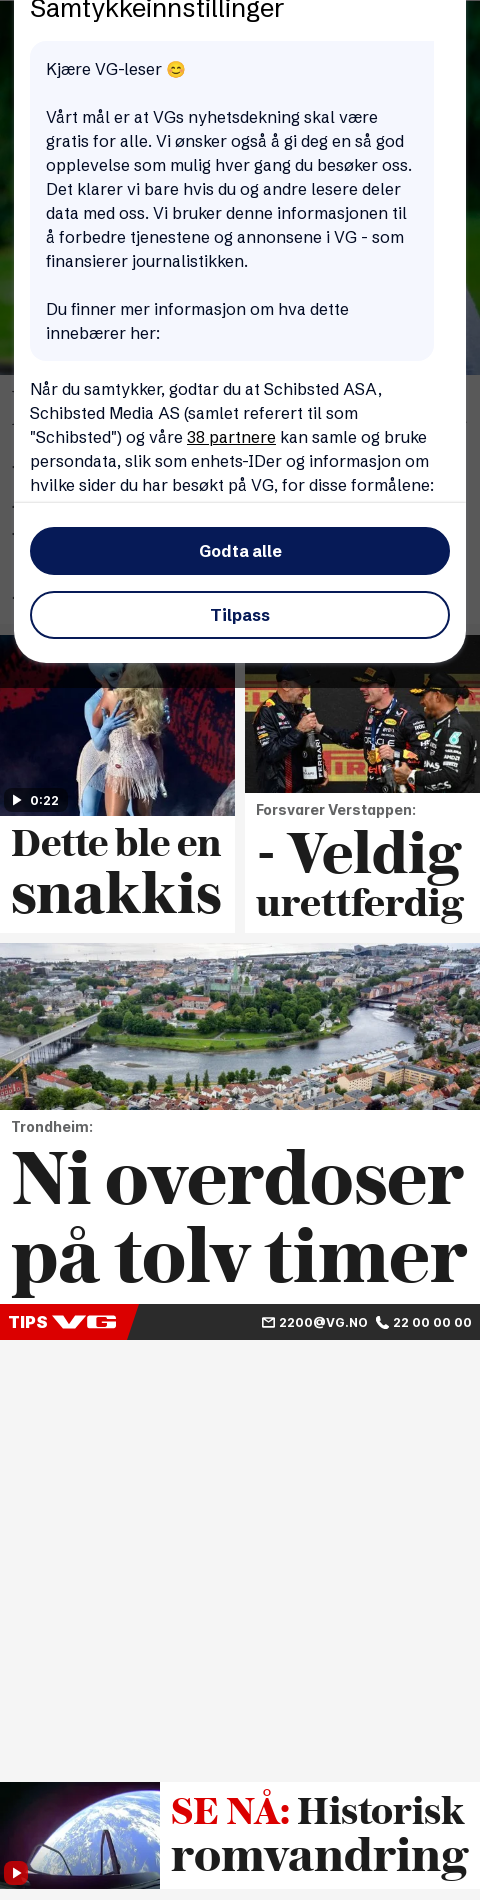 Samtykkeinnstillinger
Kjære VG-leser 😊
Vårt mål er at VGs nyhetsdekning skal være
gratis for alle. Vi ønsker også å gi deg en så god
opplevelse som mulig hver gang du besøker oss.
Det klarer vi bare hvis du og andre lesere deler
data med oss. Vi bruker denne informasjonen til
å forbedre tjenestene og annonsene i VG - som
finansierer journalistikken.
Du finner mer informasjon om hva dette
innebærer her:
Når du samtykker, godtar du at Schibsted ASA,
Schibsted Media AS (samlet referert til som
"Schibsted") og våre 38 partnere kan samle og bruke
persondata, slik som enhets-IDer og informasjon om
hvilke sider du har besøkt på VG, for disse formålene:
Godta alle
Tilpass
0:22
Dette ble en
snakkis
Forsvarer Verstappen:
- Veldig
urettferdig
Trondheim:
Ni overdoser
på tolv timer
TIPS VG 2200@VG.NO 22 00 00 00
SE NÅ: Historisk
romvandring